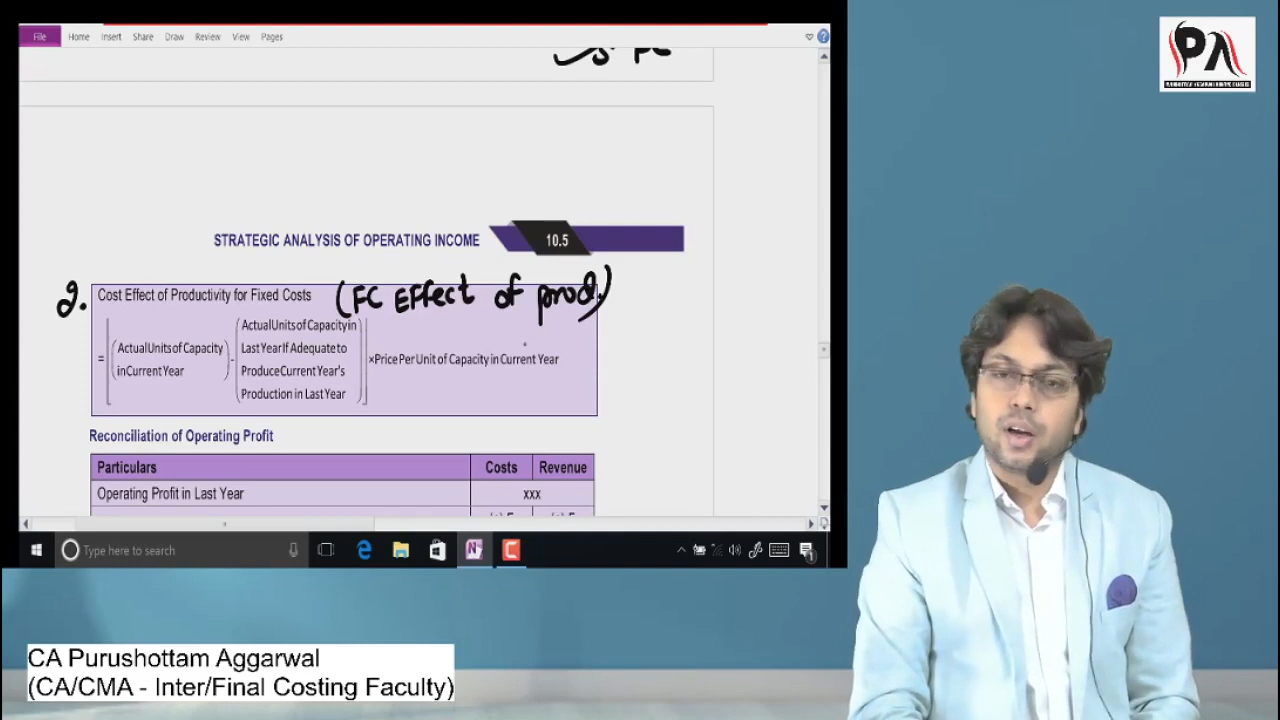 File Home Insert Share Draw Review View Pages
PA
STRATEGIC ANALYSIS OF OPERATING INCOME 10.5
2. Cost Effect of Productivity for Fixed Costs (FC Effect of prod.)
= [(Actual Units of Capacity in Current Year) - (Actual Units of Capacity in Last Year If Adequate to Produce Current Year's Production in Last Year)] ×Price Per Unit of Capacity in Current Year
Reconciliation of Operating Profit
Particulars Costs Revenue
Operating Profit in Last Year xxx
Type here to search
CA Purushottam Aggarwal
(CA/CMA - Inter/Final Costing Faculty)